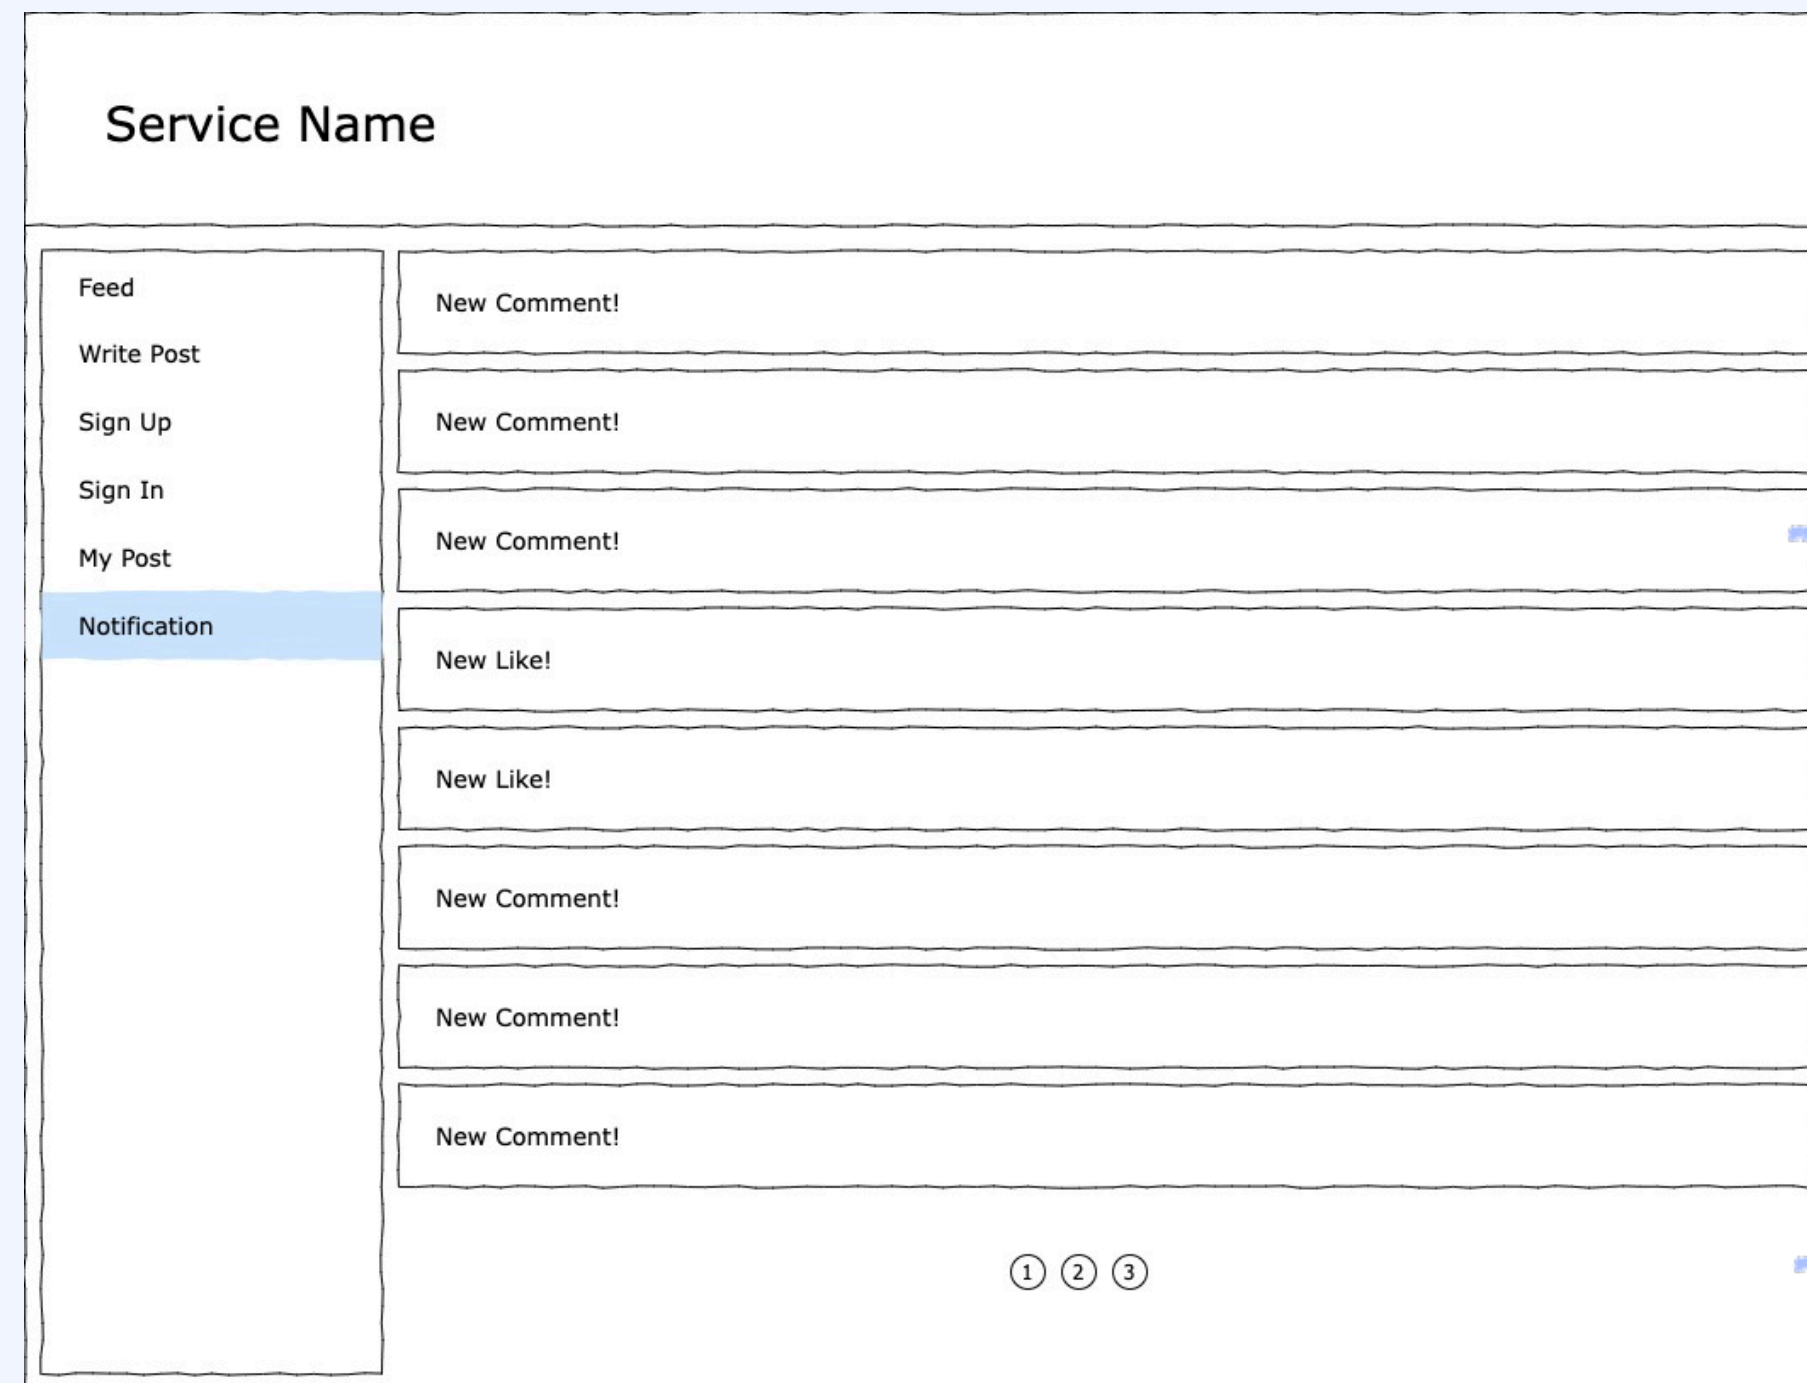 Service Name
Feed
Write Post
Sign Up
Sign In
My Post
Notification
New Comment!
New Comment!
New Comment!
New Like!
New Like!
New Comment!
New Comment!
New Comment!
1 2 3